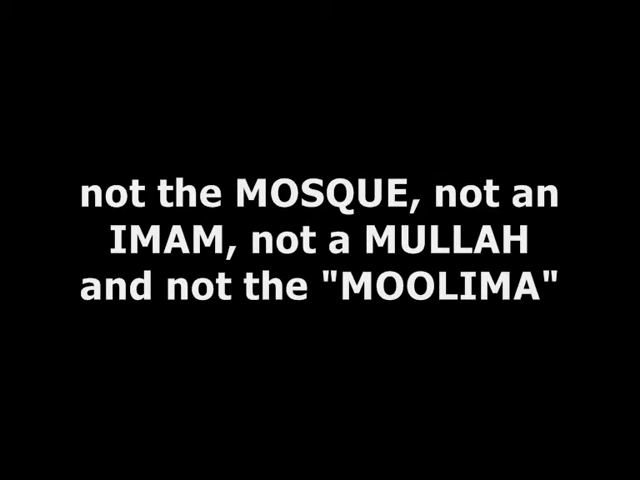 not the MOSQUE, not an
IMAM, not a MULLAH
and not the "MOOLIMA"